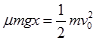 μmgx = 1/2 mv₀²